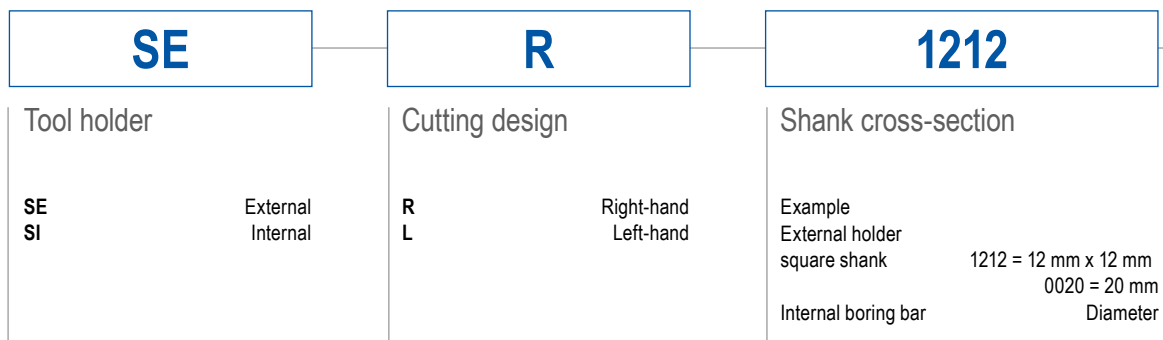 SE R 1212
Tool holder
SE External
SI Internal
Cutting design
R Right-hand
L Left-hand
Shank cross-section
Example
External holder
square shank 1212 = 12 mm x 12 mm
0020 = 20 mm
Internal boring bar Diameter